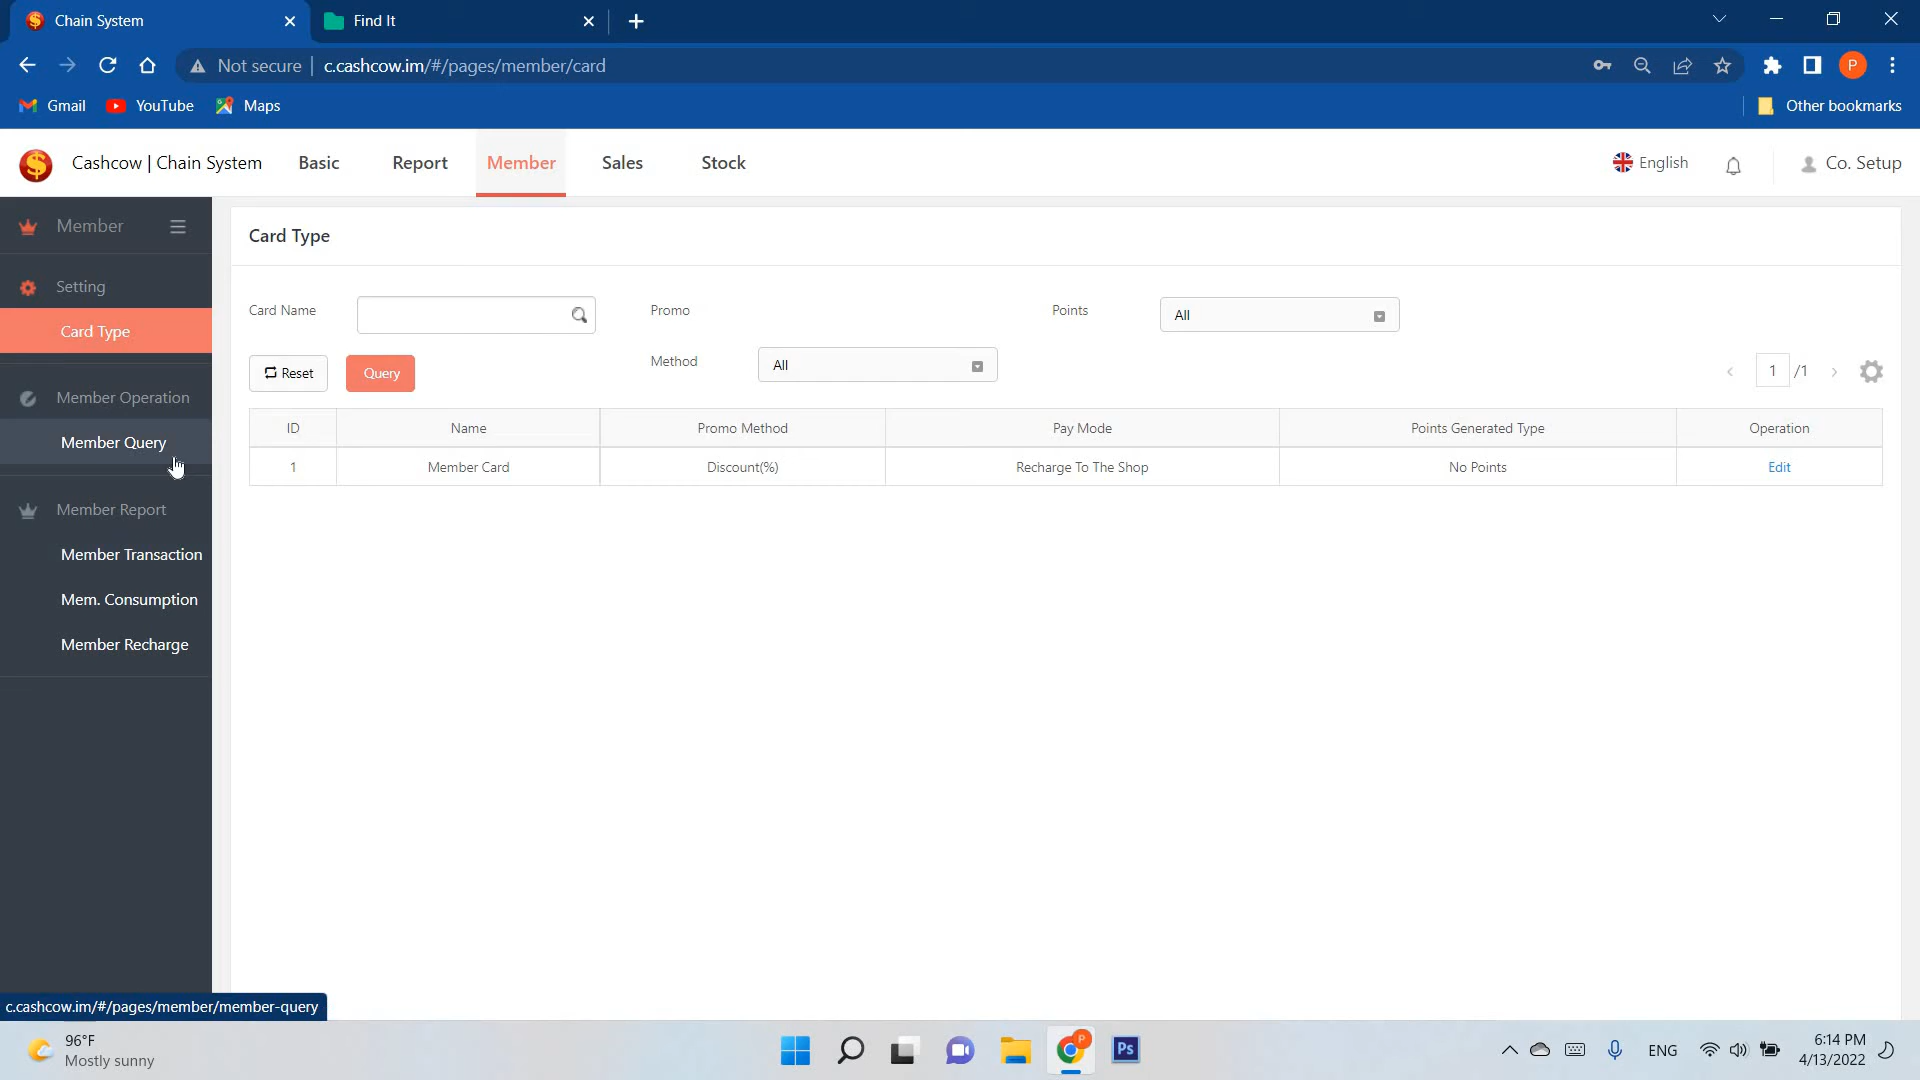 Chain System
Find It
Not secure
c.cashcow.im/#/pages/member/card
P
Gmail
YouTube
Maps
Other bookmarks
Cashcow | Chain System
Basic
Report
Member
Sales
Stock
English
Co. Setup
Member
Setting
Card Type
Member Operation
Member Query
Member Report
Member Transaction
Mem. Consumption
Member Recharge
Card Type
Card Name
Promo
Points
All
Reset
Query
Method
All
1 /1
ID Name Promo Method Pay Mode Points Generated Type Operation
1 Member Card Discount(%) Recharge To The Shop No Points Edit
c.cashcow.im/#/pages/member/member-query
96°F
Mostly sunny
P
Ps
ENG
6:14 PM
4/13/2022